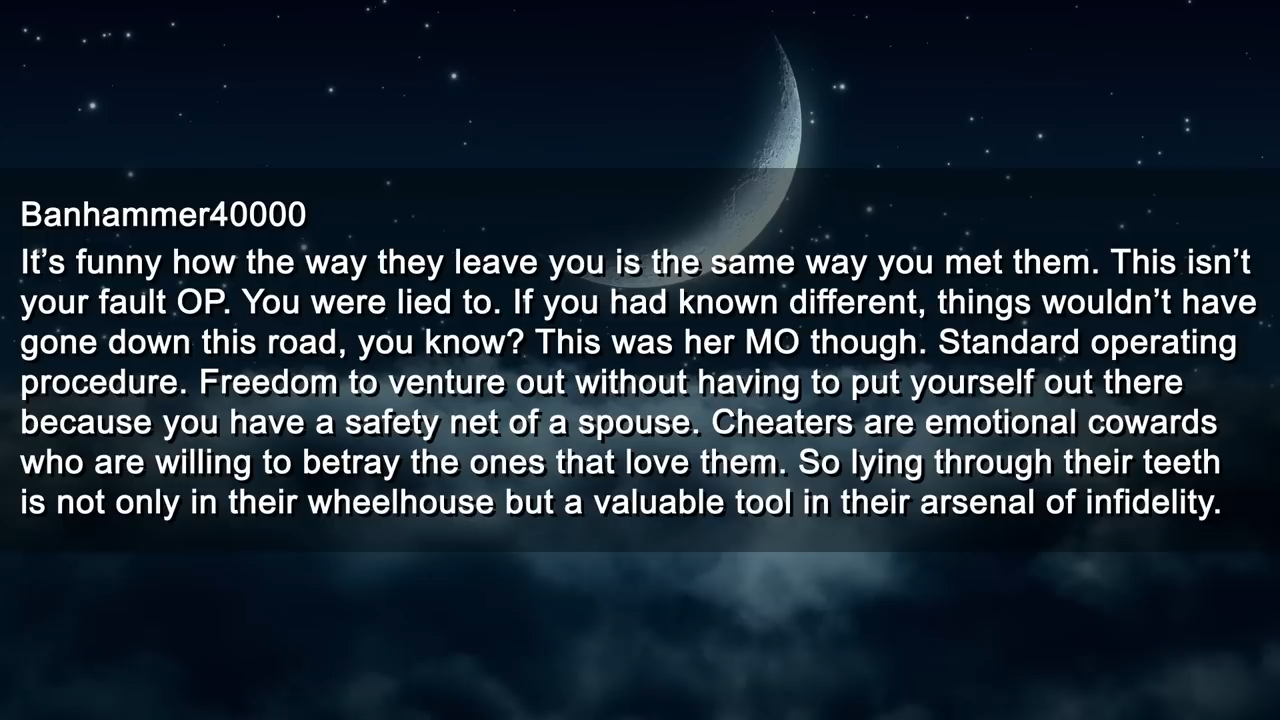 Banhammer40000
It’s funny how the way they leave you is the same way you met them. This isn’t
your fault OP. You were lied to. If you had known different, things wouldn’t have
gone down this road, you know? This was her MO though. Standard operating
procedure. Freedom to venture out without having to put yourself out there
because you have a safety net of a spouse. Cheaters are emotional cowards
who are willing to betray the ones that love them. So lying through their teeth
is not only in their wheelhouse but a valuable tool in their arsenal of infidelity.